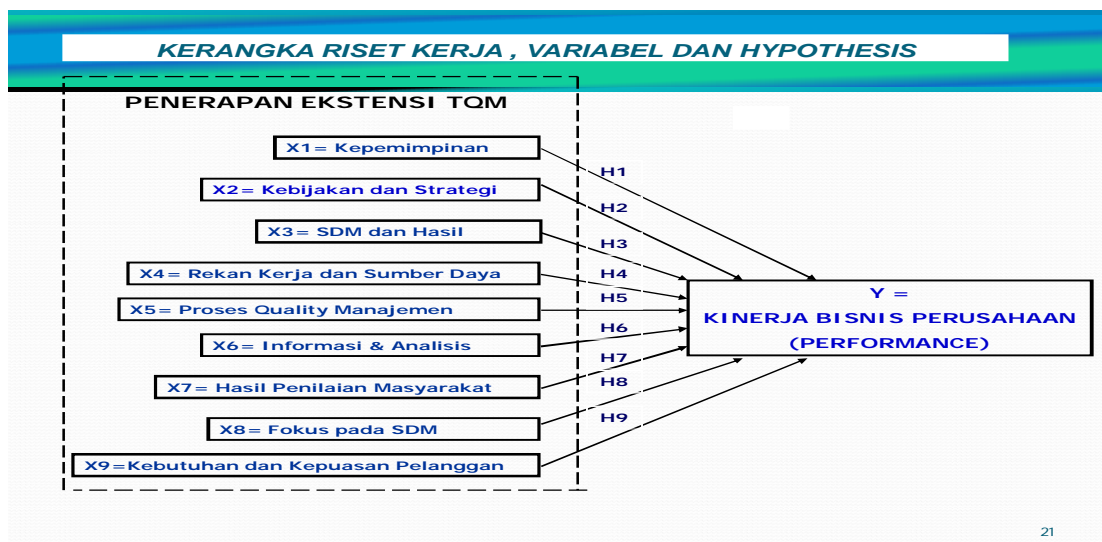 KERANGKA RISET KERJA , VARIABEL DAN HYPOTHESIS
PENERAPAN EKSTENSI TQM
X1= Kepemimpinan
H1
X2= Kebijakan dan Strategi
H2
X3= SDM dan Hasil
H3
X4= Rekan Kerja dan Sumber Daya
H4
X5= Proses Quality Manajemen
H5
X6= Informasi & Analisis
H6
X7= Hasil Penilaian Masyarakat
H7
X8= Fokus pada SDM
H8
X9=Kebutuhan dan Kepuasan Pelanggan
H9
Y =
KINERJA BISNIS PERUSAHAAN
(PERFORMANCE)
21